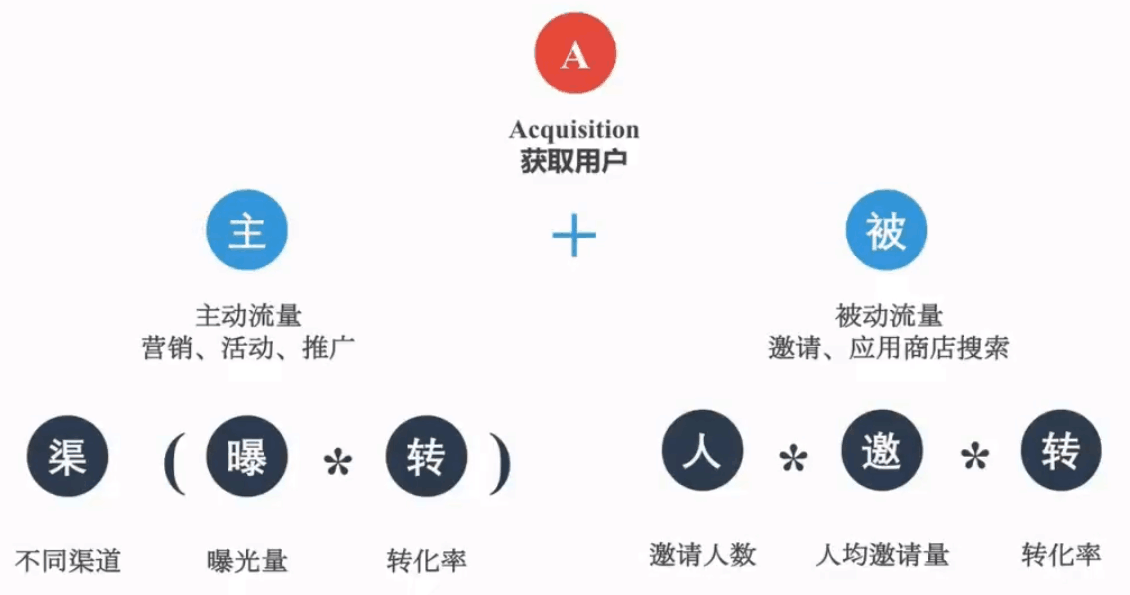 A
Acquisition
获取用户
主
+
被
主动流量
营销、活动、推广
被动流量
邀请、应用商店搜索
渠 ( 曝 * 转 )
人 * 邀 * 转
不同渠道 曝光量 转化率
邀请人数 人均邀请量 转化率